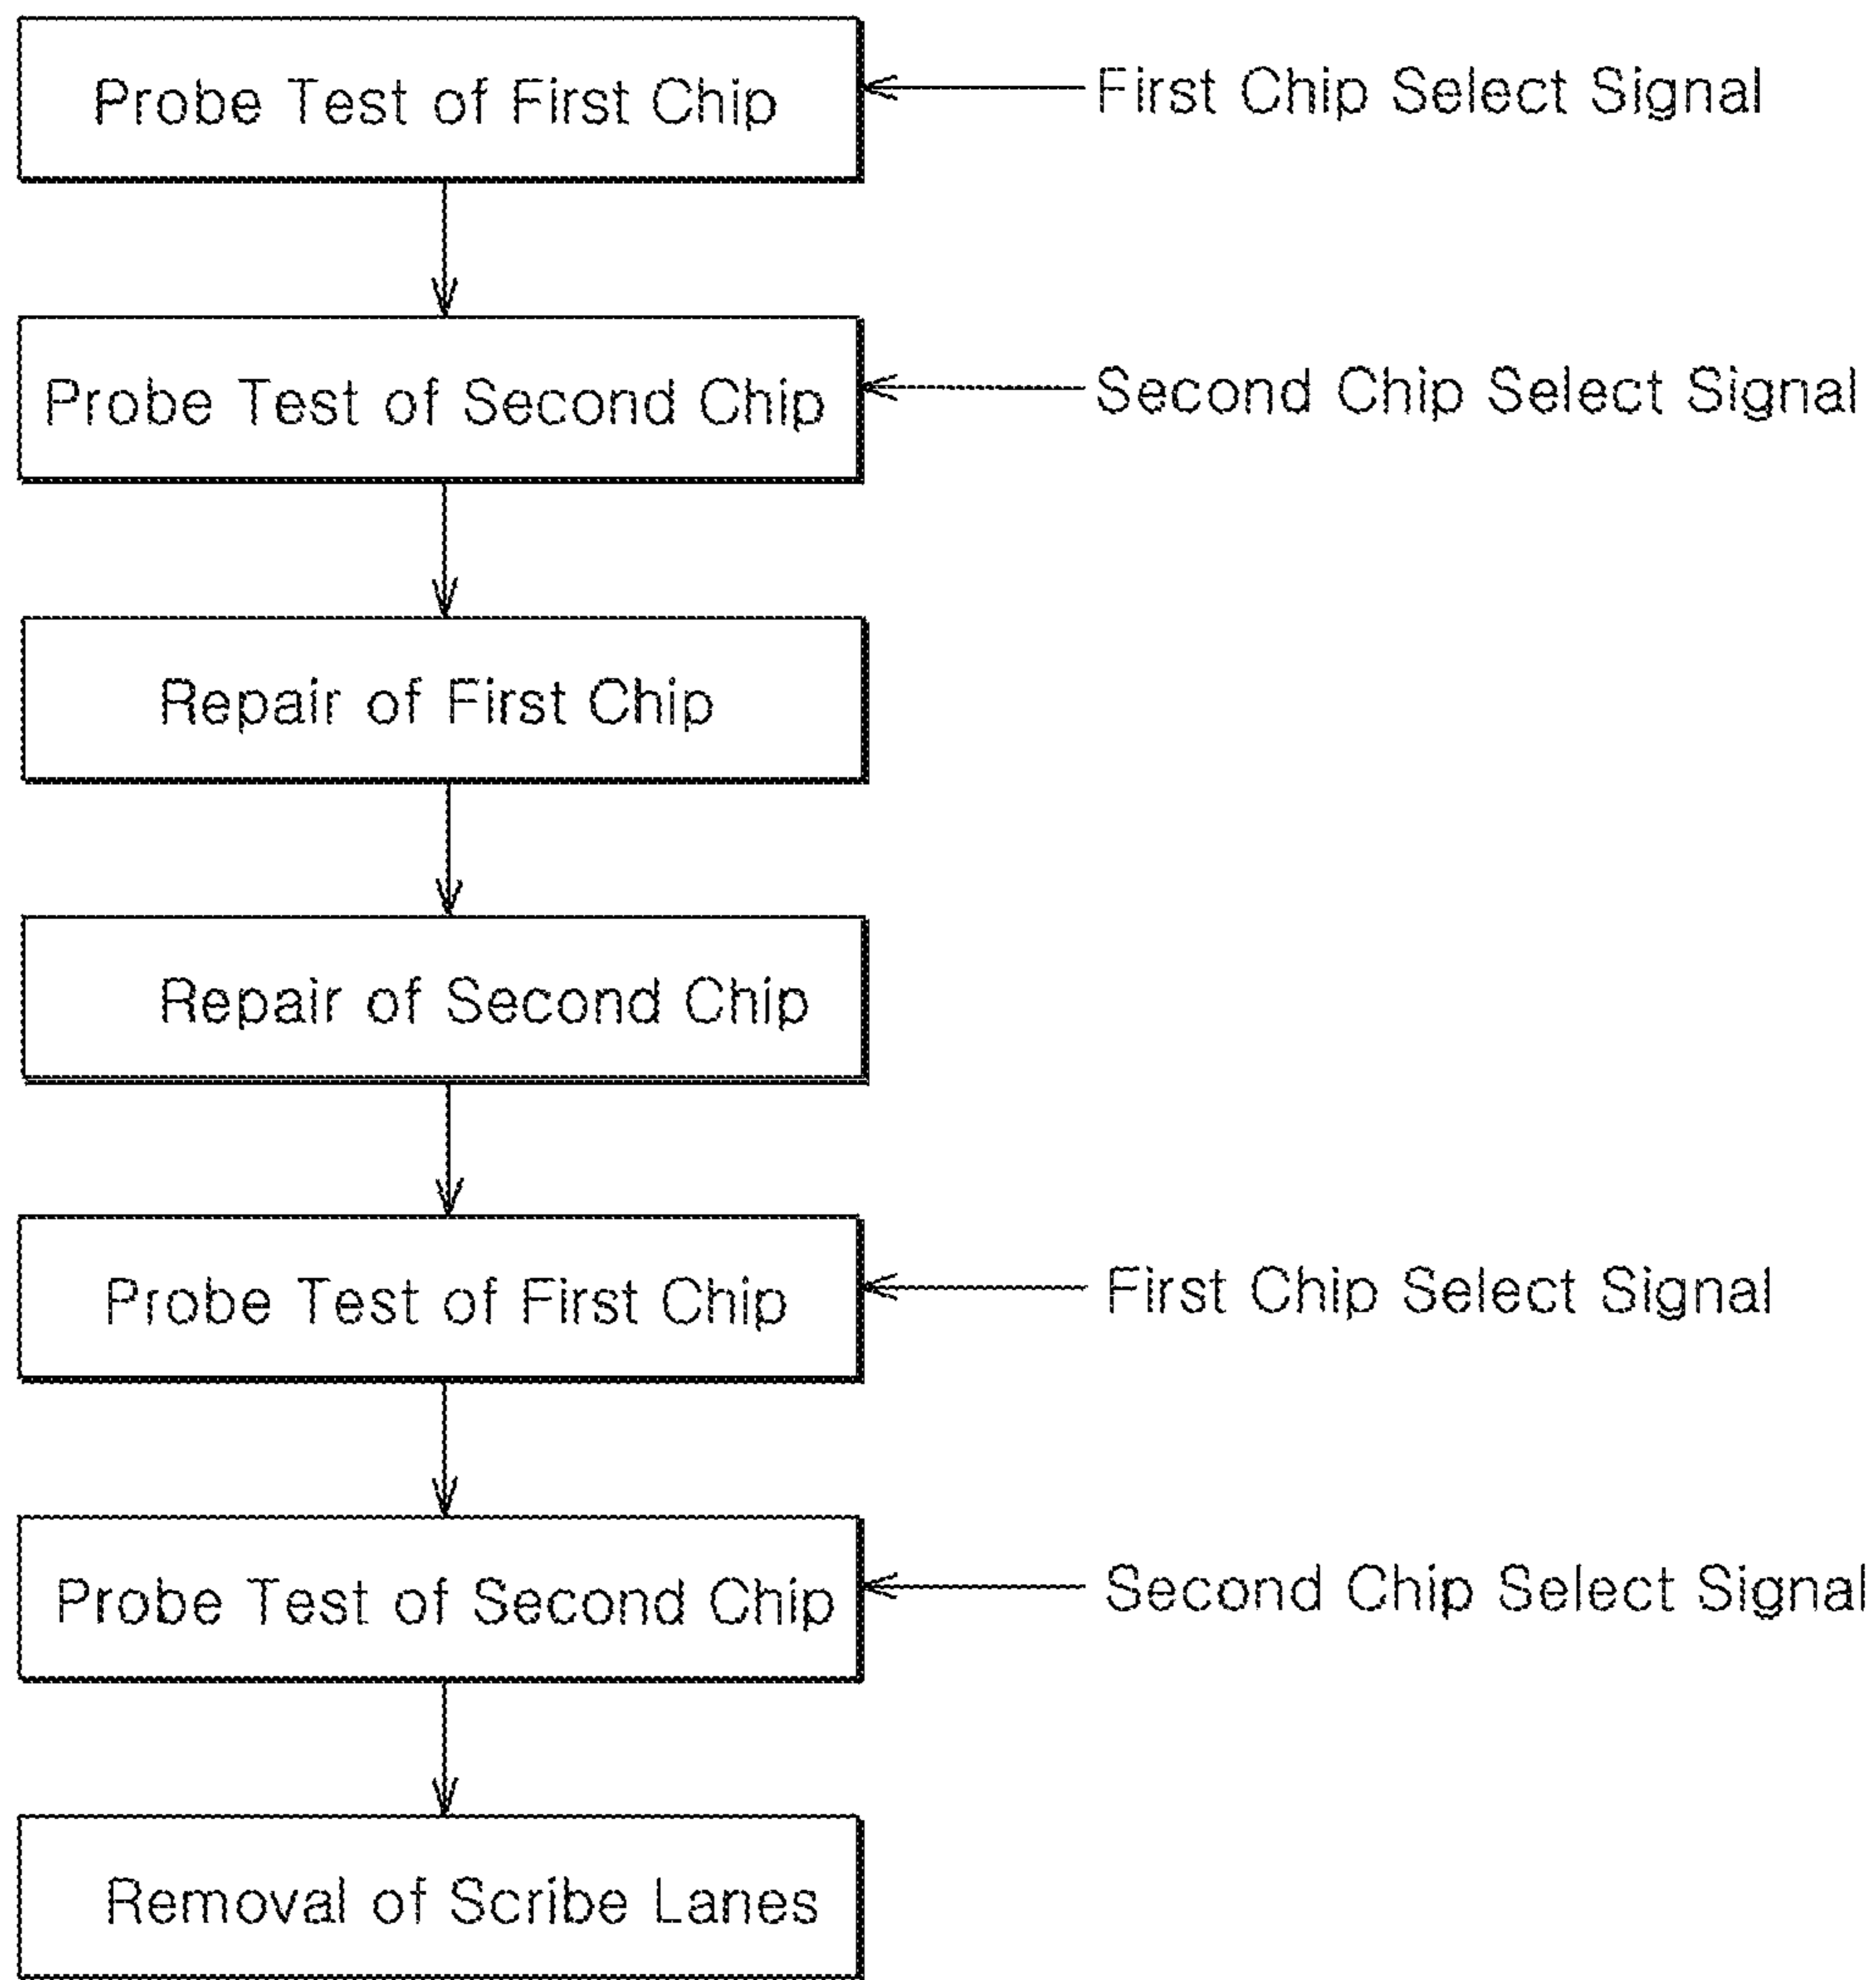 Probe Test of First Chip
First Chip Select Signal
Probe Test of Second Chip
Second Chip Select Signal
Repair of First Chip
Repair of Second Chip
Probe Test of First Chip
First Chip Select Signal
Probe Test of Second Chip
Second Chip Select Signal
Removal of Scribe Lanes